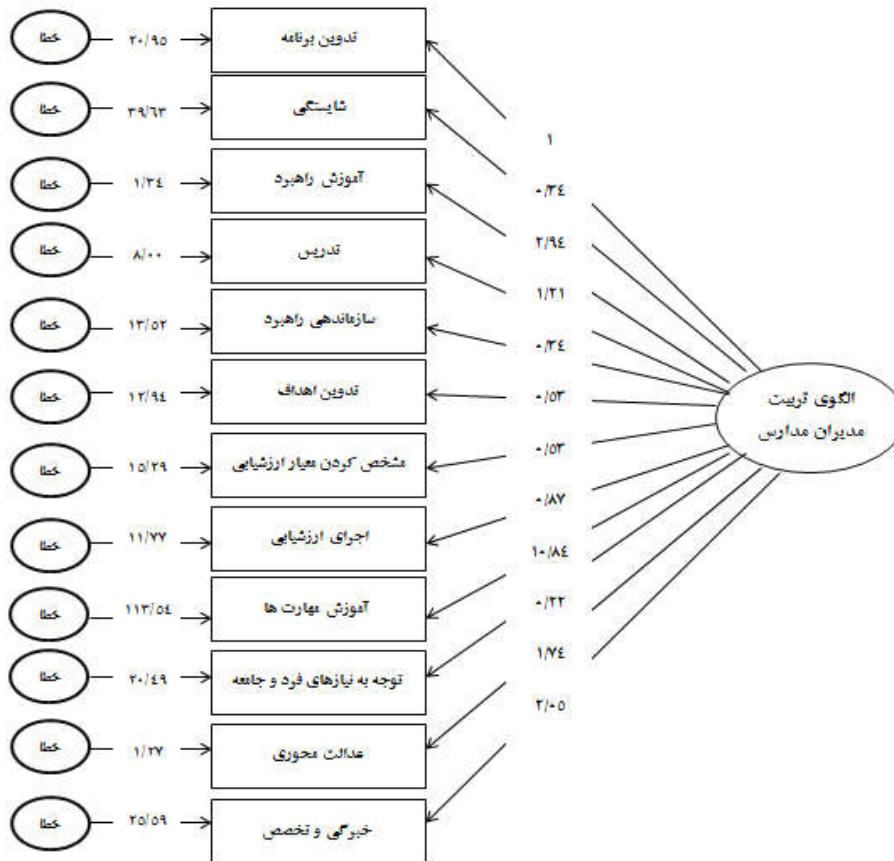 خطا
۲۰/۹۵
تدوین برنامه
خطا
۳۹/۶۳
شایستگی
۱
خطا
۱/۳٤
آموزش راهبرد
۰/۳٤
خطا
۸/۰۰
تدریس
۲/۹٤
۱/۲۱
خطا
۱۳/۵۲
سازماندهی راهبرد
۰/۳٤
خطا
۱۲/۹٤
تدوین اهداف
۰/۵۳
الگوی تربیت
مدیران مدارس
خطا
۱۵/۲۹
مشخص کردن معیار ارزشیابی
۰/۵۳
۰/۸۷
خطا
۱۱/۷۷
اجرای ارزشیابی
۱۰/۸٤
خطا
۱۱۳/۵٤
آموزش مهارت ها
۰/۲۲
خطا
۲۰/٤۹
توجه به نیازهای فرد و جامعه
۱/۷٤
۲/۰۵
خطا
۱/۲۷
عدالت محوری
خطا
۲۵/۵۹
خبرگی و تخصص